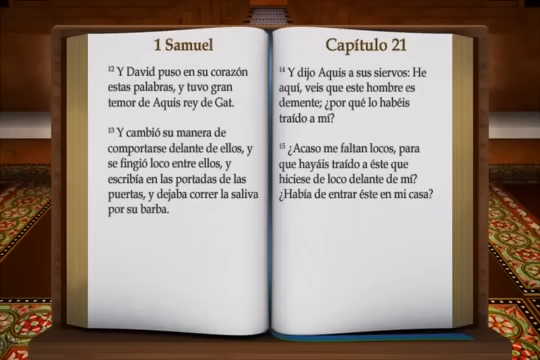 1 Samuel
¹² Y David puso en su corazón
estas palabras, y tuvo gran
temor de Aquis rey de Gat.
¹³ Y cambió su manera de
comportarse delante de ellos, y
se fingió loco entre ellos, y
escribía en las portadas de las
puertas, y dejaba correr la saliva
por su barba.
Capítulo 21
¹⁴ Y dijo Aquis a sus siervos: He
aquí, veis que este hombre es
demente; ¿por qué lo habéis
traído a mí?
¹⁵ ¿Acaso me faltan locos, para
que hayáis traído a éste que
hiciese de loco delante de mí?
¿Había de entrar éste en mi casa?